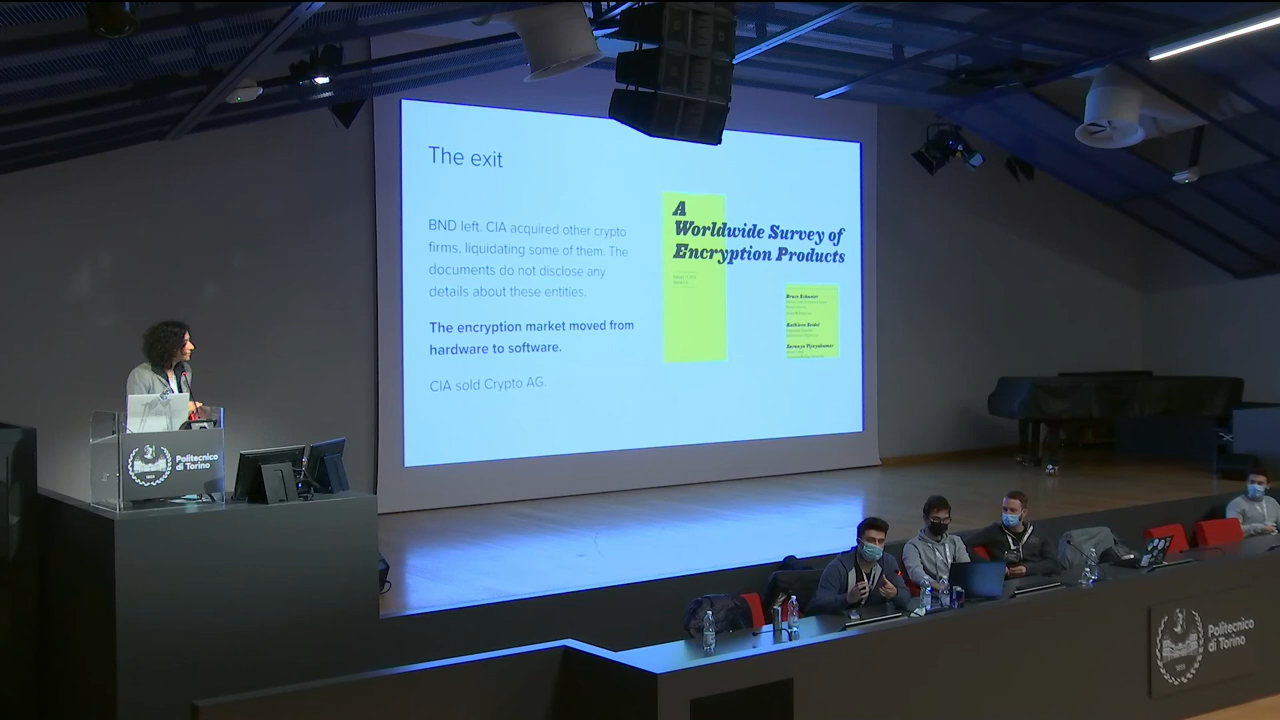 The exit
BND left. CIA acquired other crypto
firms, liquidating some of them. The
documents do not disclose any
details about these entities.
The encryption market moved from
hardware to software.
CIA sold Crypto AG.
A
Worldwide Survey of
Encryption Products
Bruce Schneier
Kathleen Seidel
Saranya Vijayakumar
Politecnico
di Torino
1859
Politecnico
di Torino
1859